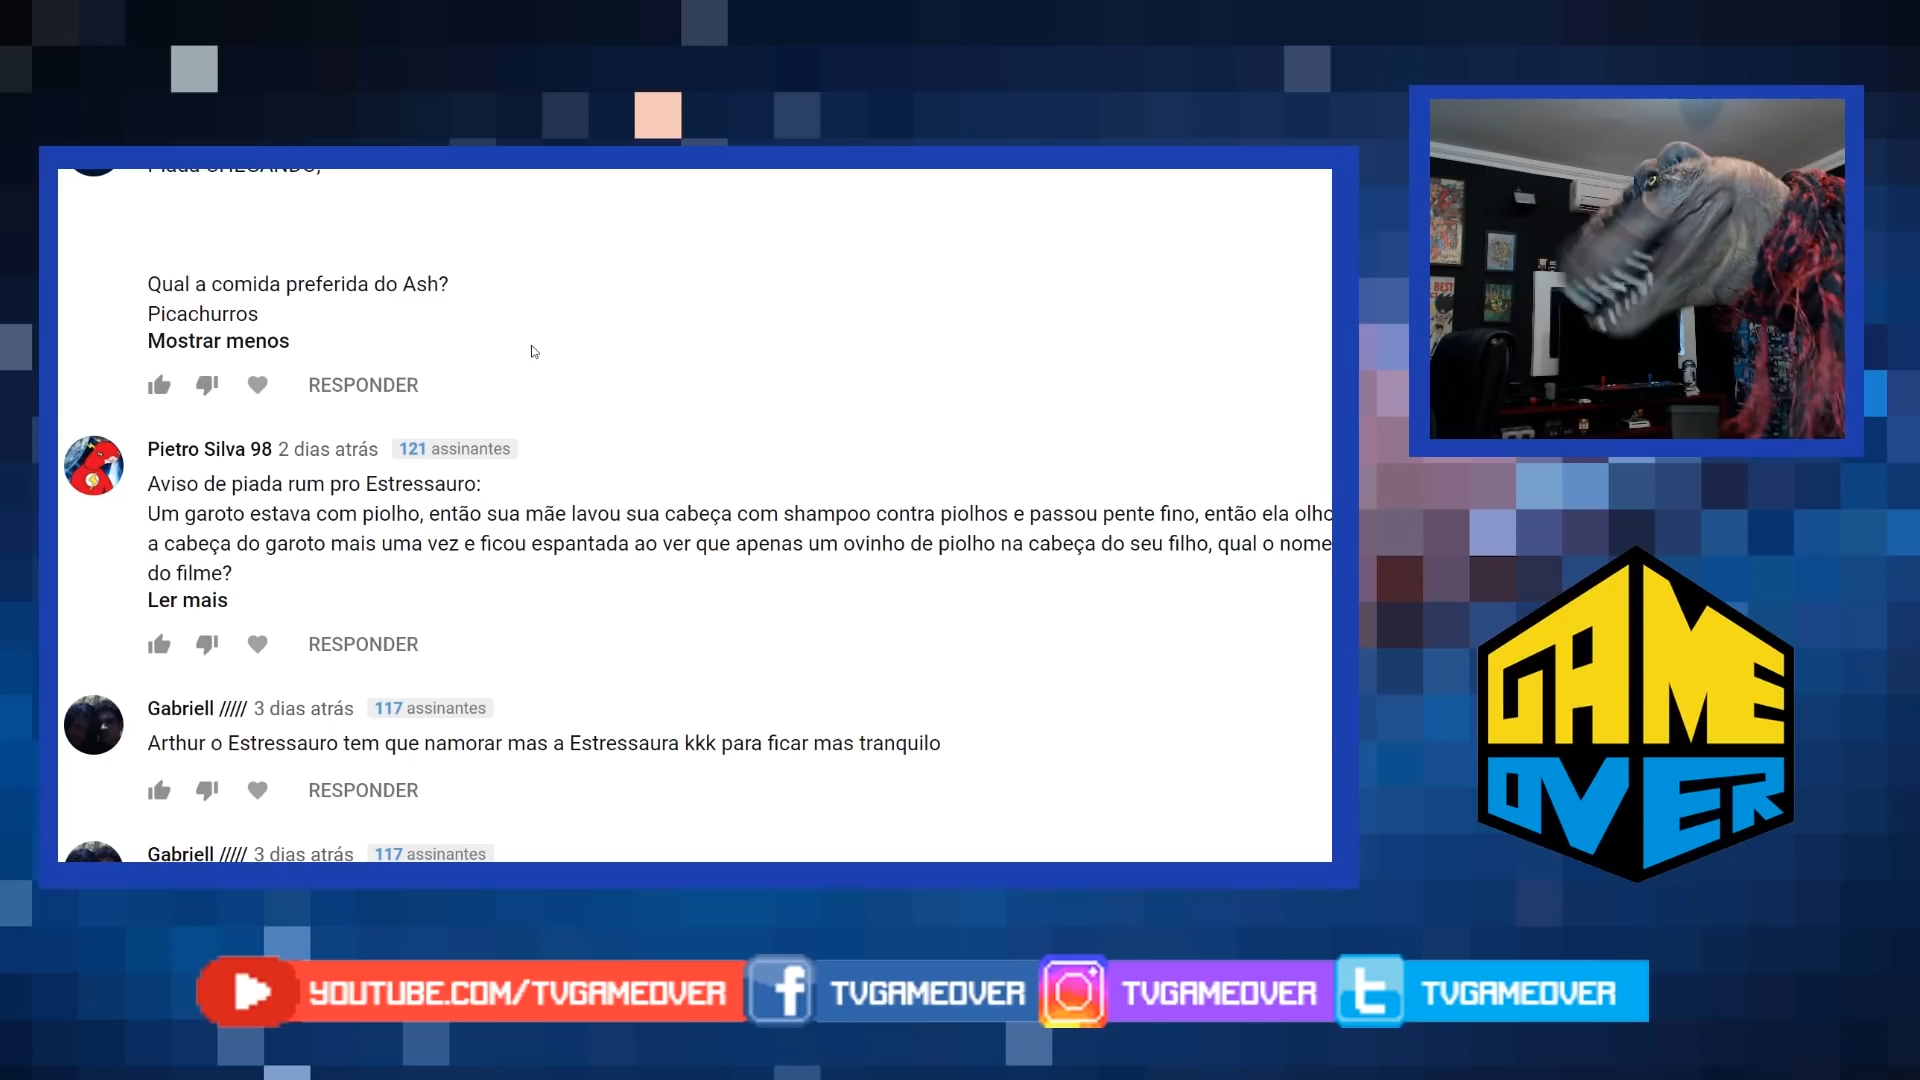 Piada CHEGANDO,
Qual a comida preferida do Ash?
Picachurros
Mostrar menos
RESPONDER
Pietro Silva 98 2 dias atrás 121 assinantes
Aviso de piada rum pro Estressauro:
Um garoto estava com piolho, então sua mãe lavou sua cabeça com shampoo contra piolhos e passou pente fino, então ela olho
a cabeça do garoto mais uma vez e ficou espantada ao ver que apenas um ovinho de piolho na cabeça do seu filho, qual o nome
do filme?
Ler mais
RESPONDER
Gabriell ///// 3 dias atrás 117 assinantes
Arthur o Estressauro tem que namorar mas a Estressaura kkk para ficar mas tranquilo
RESPONDER
Gabriell ///// 3 dias atrás 117 assinantes
BEST
GAME
OVER
YOUTUBE.COM/TVGAMEOVER
TVGAMEOVER
TVGAMEOVER
TVGAMEOVER